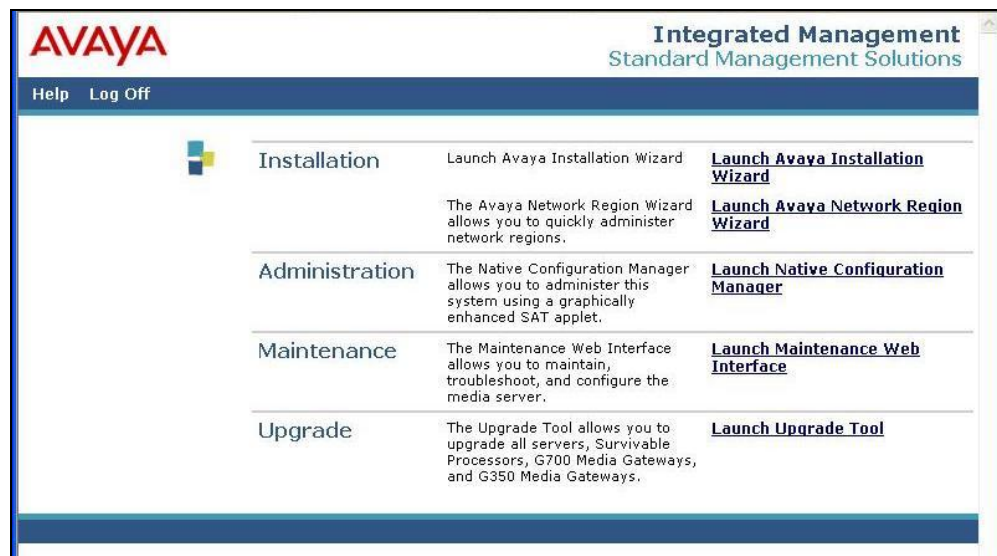 AVAYA
Integrated Management
Standard Management Solutions
Help Log Off
Installation
Launch Avaya Installation Wizard
Launch Avaya Installation
Wizard
The Avaya Network Region Wizard
allows you to quickly administer
network regions.
Launch Avaya Network Region
Wizard
Administration
The Native Configuration Manager
allows you to administer this
system using a graphically
enhanced SAT applet.
Launch Native Configuration
Manager
Maintenance
The Maintenance Web Interface
allows you to maintain,
troubleshoot, and configure the
media server.
Launch Maintenance Web
Interface
Upgrade
The Upgrade Tool allows you to
upgrade all servers, Survivable
Processors, G700 Media Gateways,
and G350 Media Gateways.
Launch Upgrade Tool